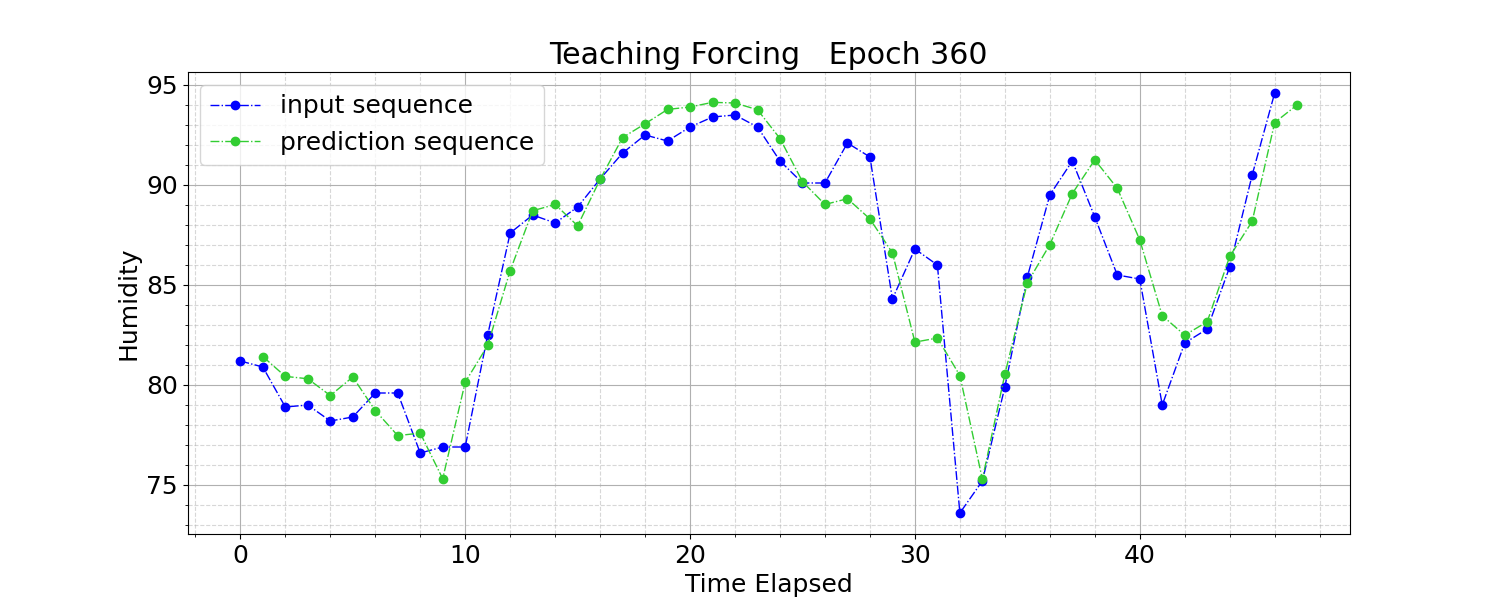 Teaching Forcing   Epoch 360
95
input sequence
prediction sequence
90
85
80
75
Humidity
0 10 20 30 40
Time Elapsed